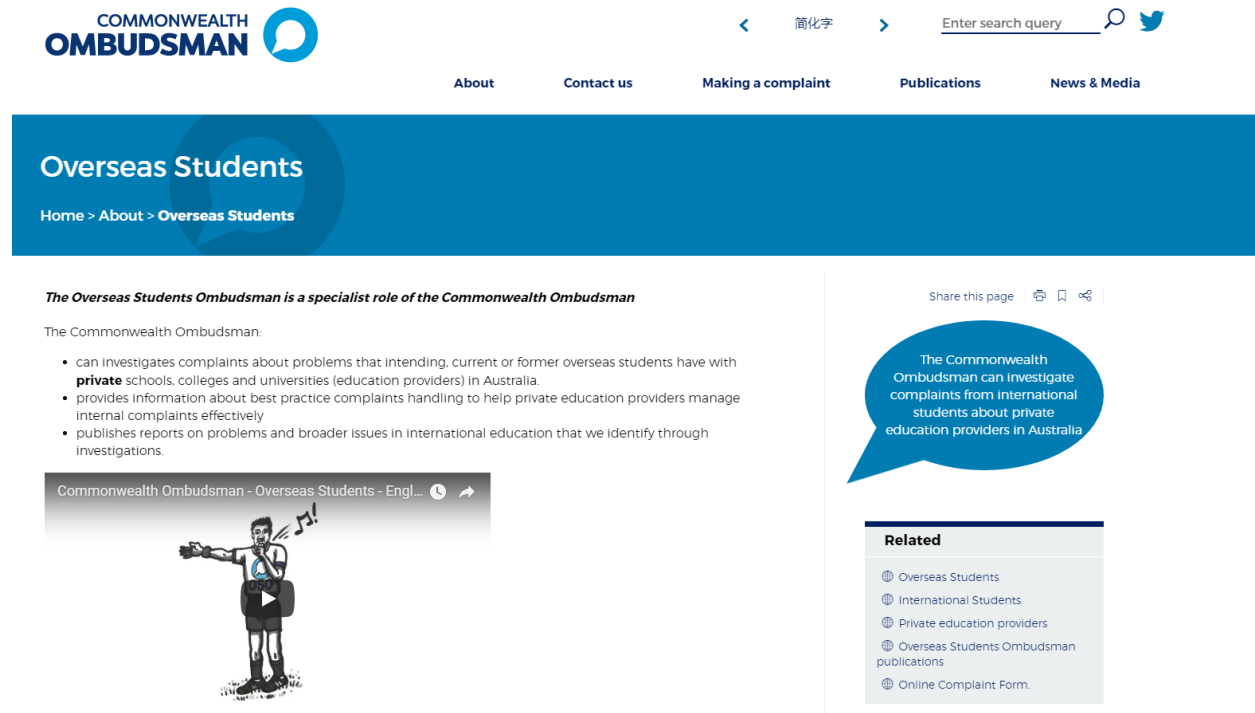 COMMONWEALTH
OMBUDSMAN
简化字
Enter search query
About
Contact us
Making a complaint
Publications
News & Media
Overseas Students
Home > About > Overseas Students
The Overseas Students Ombudsman is a specialist role of the Commonwealth Ombudsman
The Commonwealth Ombudsman:
can investigates complaints about problems that intending, current or former overseas students have with
private schools, colleges and universities (education providers) in Australia.
provides information about best practice complaints handling to help private education providers manage
internal complaints effectively
publishes reports on problems and broader issues in international education that we identify through
investigations.
Commonwealth Ombudsman - Overseas Students - Engl...
OSO
Share this page
The Commonwealth
Ombudsman can investigate
complaints from international
students about private
education providers in Australia
Related
Overseas Students
International Students
Private education providers
Overseas Students Ombudsman
publications
Online Complaint Form.